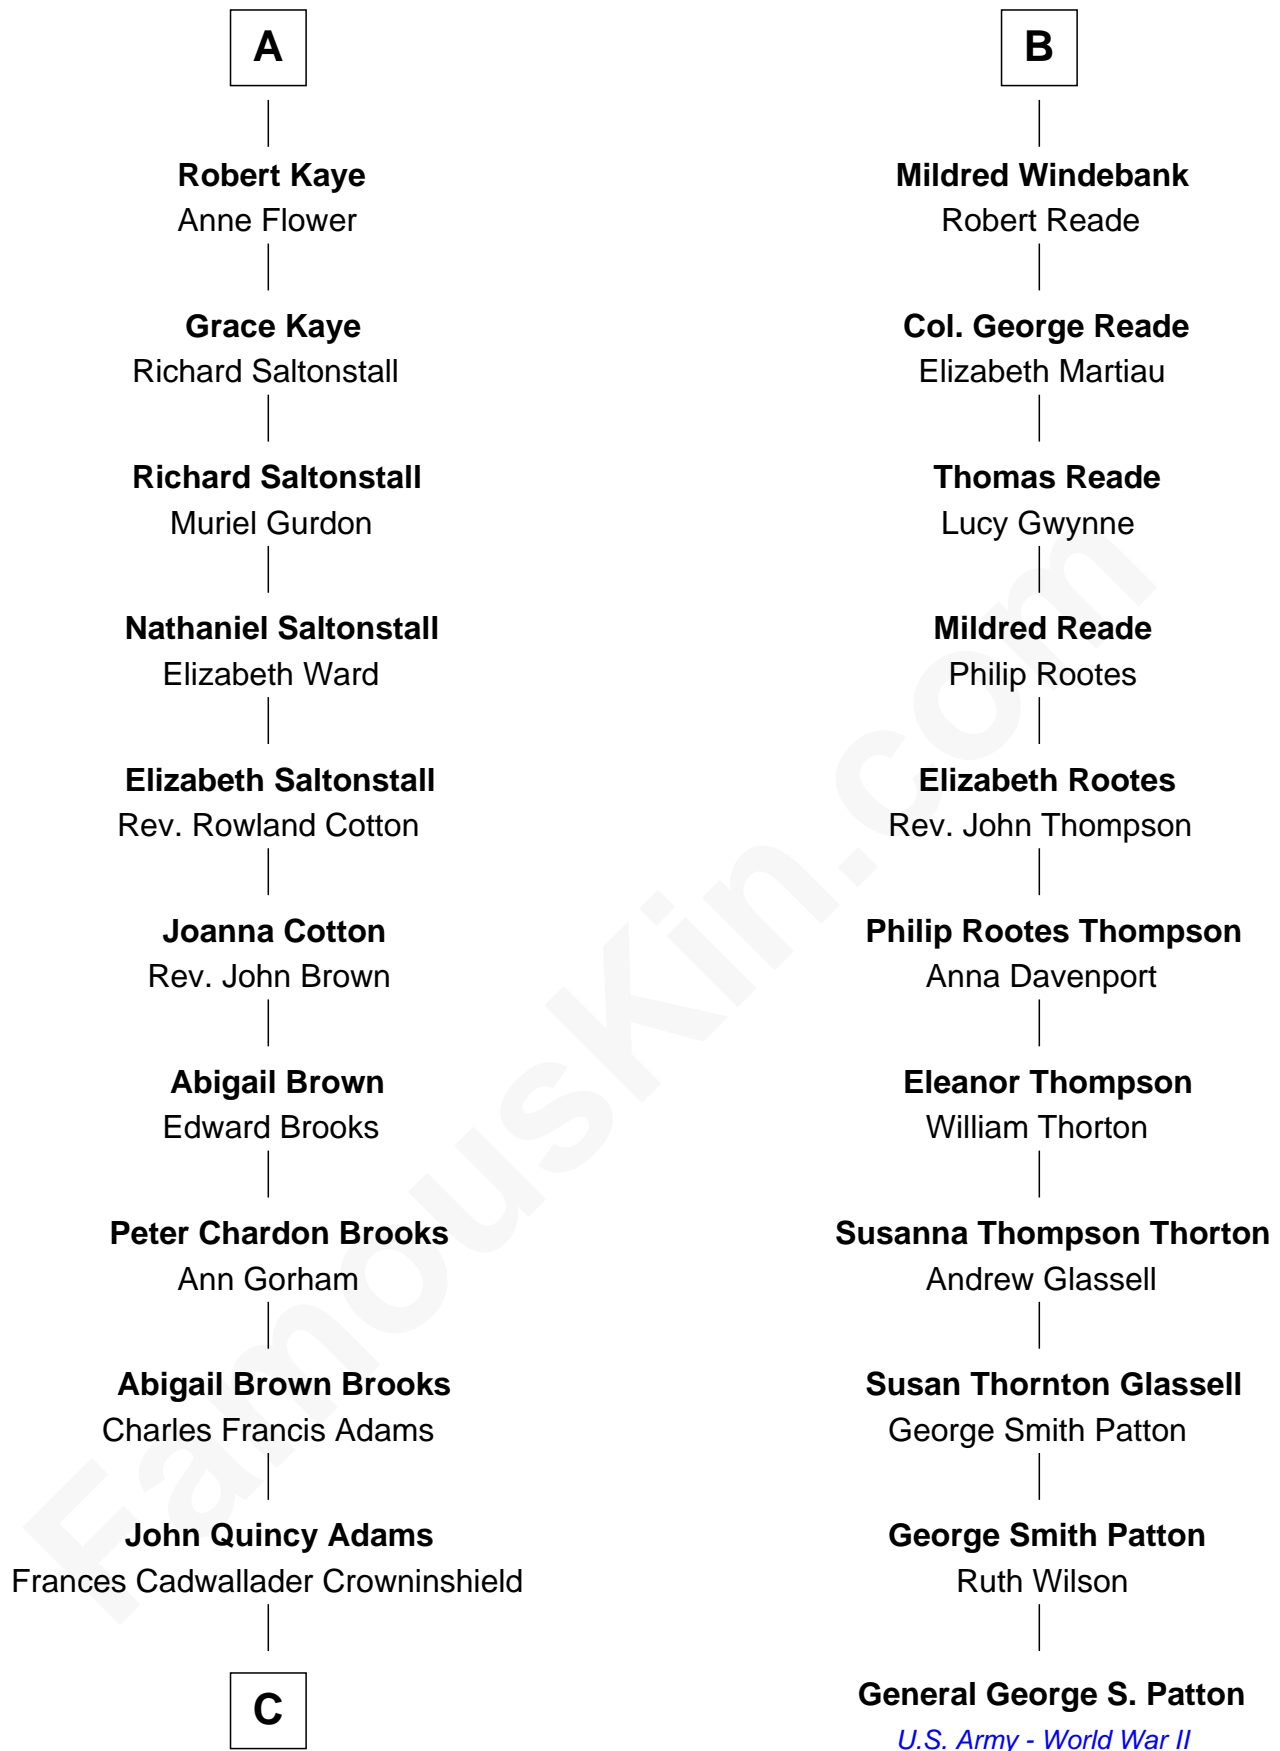 A
Robert Kaye
Anne Flower
Grace Kaye
Richard Saltonstall
Richard Saltonstall
Muriel Gurdon
Nathaniel Saltonstall
Elizabeth Ward
Elizabeth Saltonstall
Rev. Rowland Cotton
Joanna Cotton
Rev. John Brown
Abigail Brown
Edward Brooks
Peter Chardon Brooks
Ann Gorham
Abigail Brown Brooks
Charles Francis Adams
John Quincy Adams
Frances Cadwallader Crowninshield
C
B
Mildred Windebank
Robert Reade
Col. George Reade
Elizabeth Martiau
Thomas Reade
Lucy Gwynne
Mildred Reade
Philip Rootes
Elizabeth Rootes
Rev. John Thompson
Philip Rootes Thompson
Anna Davenport
Eleanor Thompson
William Thorton
Susanna Thompson Thorton
Andrew Glassell
Susan Thornton Glassell
George Smith Patton
George Smith Patton
Ruth Wilson
General George S. Patton
U.S. Army - World War II
FamousKin.com